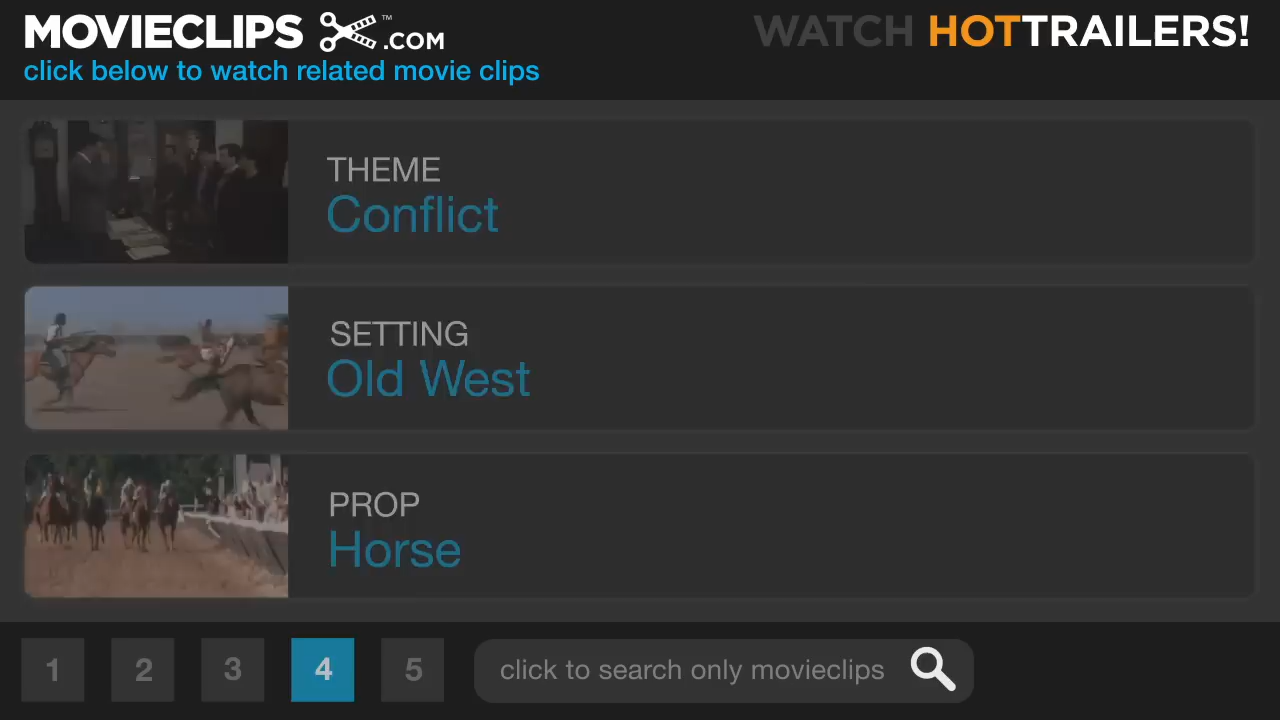 MOVIECLIPS ™ .COM
WATCH HOTTRAILERS!
click below to watch related movie clips
THEME
Conflict
SETTING
Old West
PROP
Horse
1 2 3 4 5
click to search only movieclips